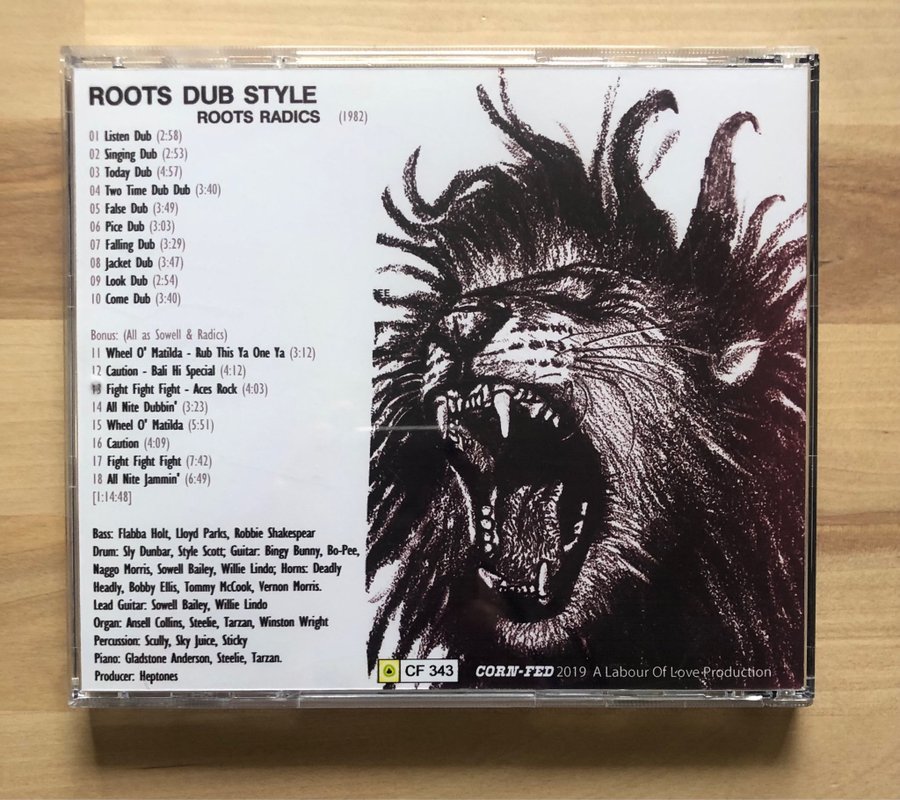 ROOTS DUB STYLE
ROOTS RADICS (1982)
01 Listen Dub (2:58)
02 Singing Dub (2:53)
03 Today Dub (4:57)
04 Two Time Dub Dub (3:40)
05 False Dub (3:49)
06 Pice Dub (3:03)
07 Falling Dub (3:29)
08 Jacket Dub (3:47)
09 Look Dub (2:54)
10 Come Dub (3:40)
Bonus: (All as Sowell & Radics)
11 Wheel O' Matilda - Rub This Ya One Ya (3:12)
12 Caution - Bali Hi Special (4:12)
13 Fight Fight Fight - Aces Rock (4:03)
14 All Nite Dubbin' (3:23)
15 Wheel O' Matilda (5:51)
16 Caution (4:09)
17 Fight Fight Fight (7:42)
18 All Nite Jammin' (6:49)
[1:14:48]
Bass: Flabba Holt, Lloyd Parks, Robbie Shakespear
Drum: Sly Dunbar, Style Scott; Guitar: Bingy Bunny, Bo-Pee,
Naggo Morris, Sowell Bailey, Willie Lindo; Horns: Deadly
Headly, Bobby Ellis, Tommy McCook, Vernon Morris.
Lead Guitar: Sowell Bailey, Willie Lindo
Organ: Ansell Collins, Steelie, Tarzan, Winston Wright
Percussion: Scully, Sky Juice, Sticky
Piano: Gladstone Anderson, Steelie, Tarzan.
Producer: Heptones
CF 343
CORN-FED 2019 A Labour Of Love Production